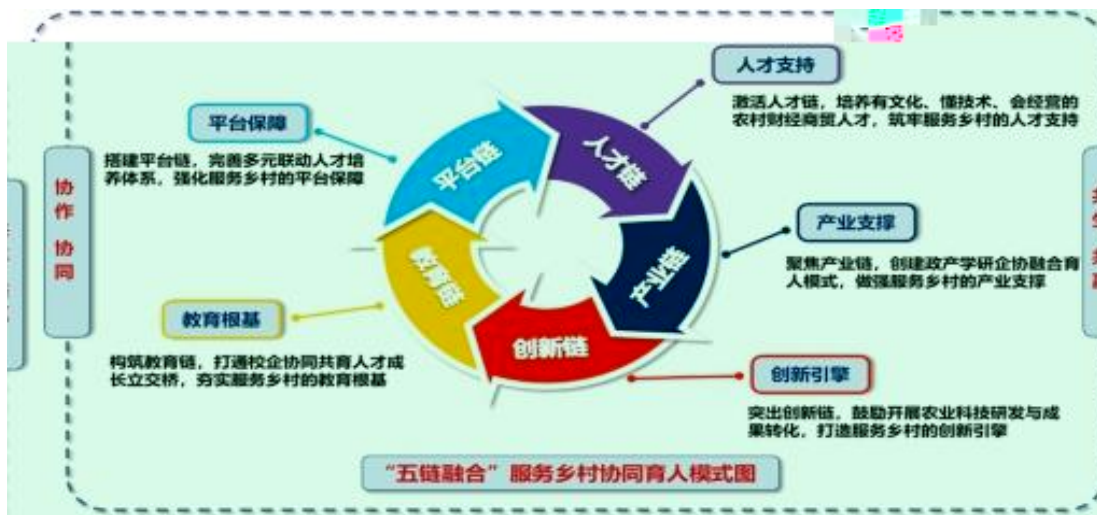 人才支持
激活人才链，培养有文化、懂技术、会经营的
农村财经商贸人才，筑牢服务乡村的人才支持
平台保障
搭建平台链，完善多元联动人才培
养体系，强化服务乡村的平台保障
协作 协同
平台链
人才链
产业链
创新链
教育链
产业支撑
聚焦产业链，创建政产学研企协融合育
人模式，做强服务乡村的产业支撑
教育根基
构筑教育链，打通校企协同共育人才成
长立交桥，夯实服务乡村的教育根基
创新引擎
突出创新链，鼓励开展农业科技研发与成
果转化，打造服务乡村的创新引擎
“五链融合”服务乡村协同育人模式图